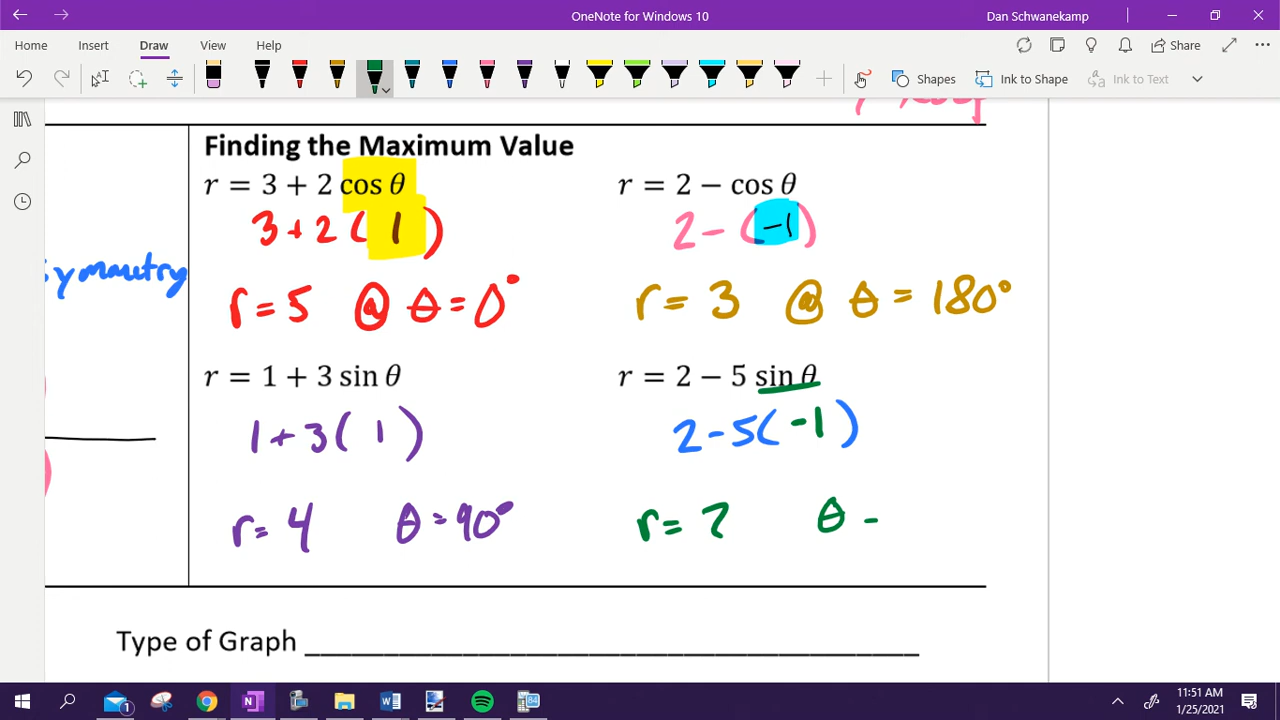 OneNote for Windows 10
Dan Schwanekamp
Home Insert Draw View Help
Share
Shapes
Ink to Shape
Ink to Text
Finding the Maximum Value
r = 3 + 2 cos θ
3 + 2 ( 1 )
r = 5 @ θ = 0°
r = 2 − cos θ
2 - ( -1 )
r = 3 @ θ = 180°
symmetry
r = 1 + 3 sin θ
1 + 3 ( 1 )
r = 4 θ = 90°
r = 2 − 5 sin θ
2 - 5 ( -1 )
r = 7 θ -
Type of Graph ________________________________________
11:51 AM
1/25/2021